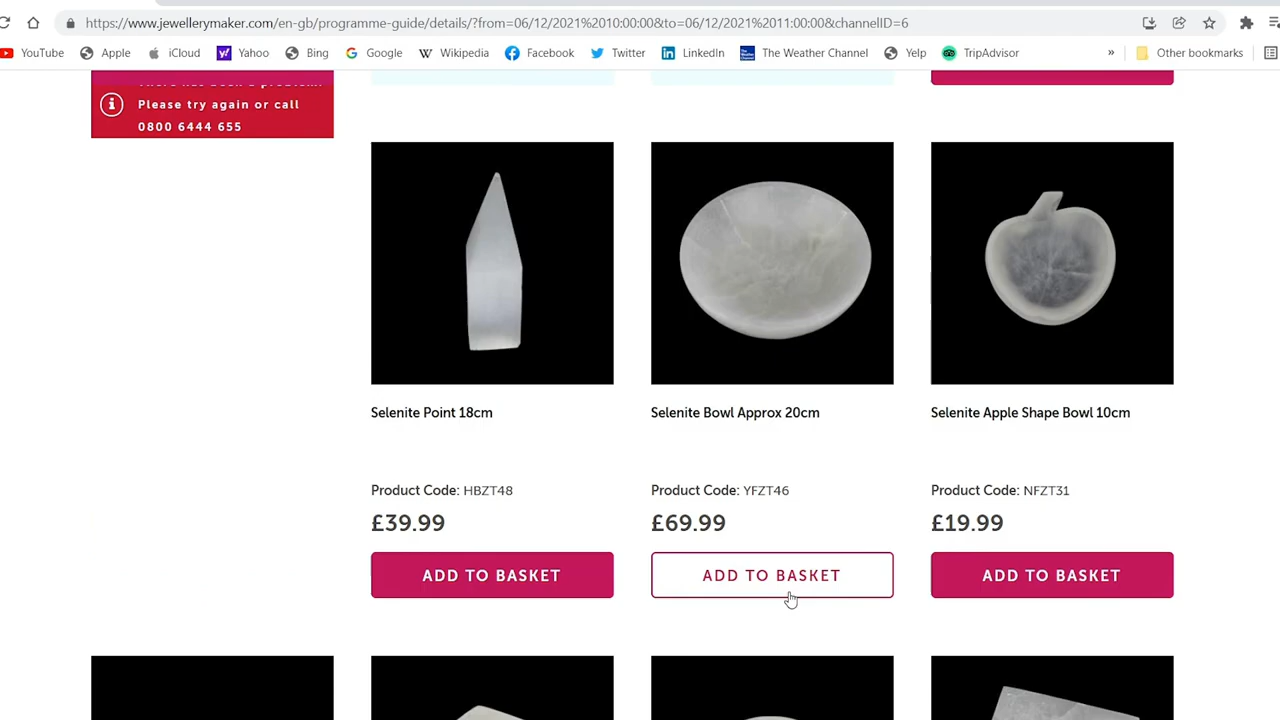 https://www.jewellerymaker.com/en-gb/programme-guide/details/?from=06/12/2021%2010:00:00&to=06/12/2021%2011:00:00&channelID=6
YouTube Apple iCloud Yahoo Bing Google Wikipedia Facebook Twitter LinkedIn The Weather Channel Yelp TripAdvisor » Other bookmarks
There has been a problem.
Please try again or call
0800 6444 655
Selenite Point 18cm
Product Code: HBZT48
£39.99
ADD TO BASKET
Selenite Bowl Approx 20cm
Product Code: YFZT46
£69.99
ADD TO BASKET
Selenite Apple Shape Bowl 10cm
Product Code: NFZT31
£19.99
ADD TO BASKET